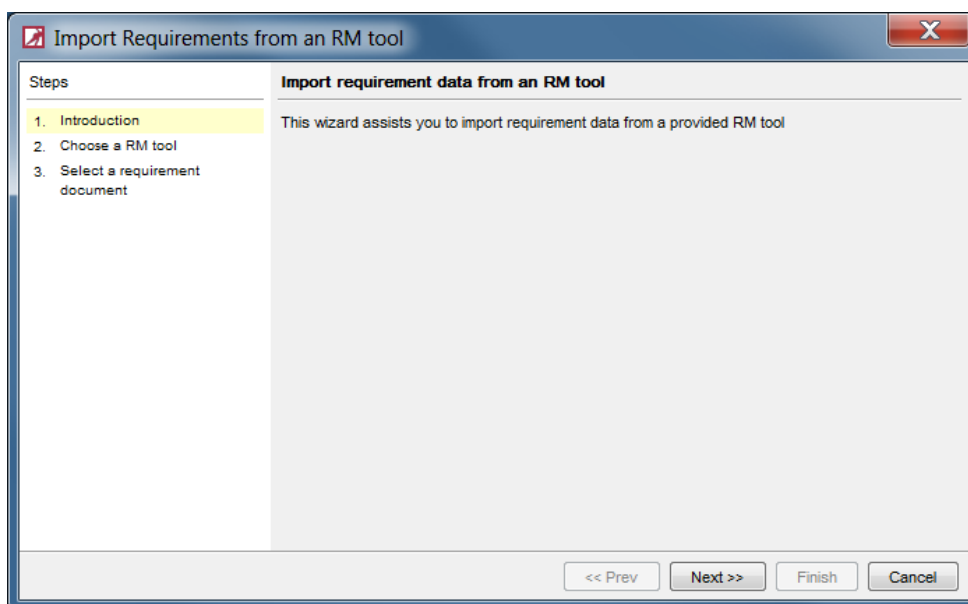 Import Requirements from an RM tool
X
Steps
1. Introduction
2. Choose a RM tool
3. Select a requirement
document
Import requirement data from an RM tool
This wizard assists you to import requirement data from a provided RM tool
<< Prev
Next >>
Finish
Cancel